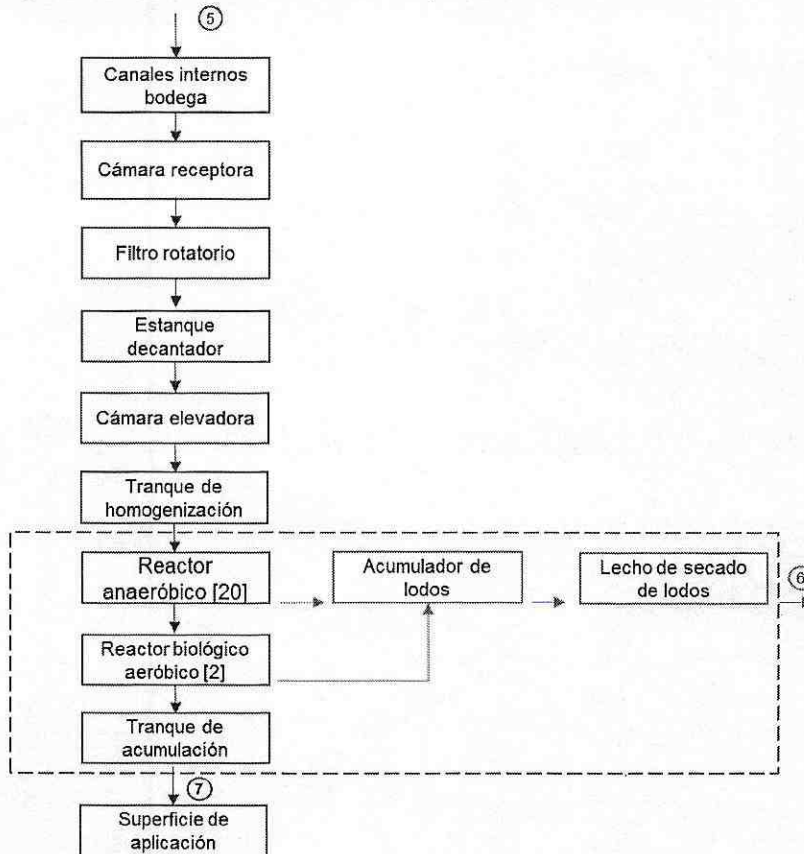 5
Canales internos
bodega
Cámara receptora
Filtro rotatorio
Estanque
decantador
Cámara elevadora
Tranque de
homogenización
Reactor
anaeróbico [20]
Acumulador de
lodos
Lecho de secado
de lodos
6
Reactor biológico
aeróbico [2]
Tranque de
acumulación
7
Superficie de
aplicación